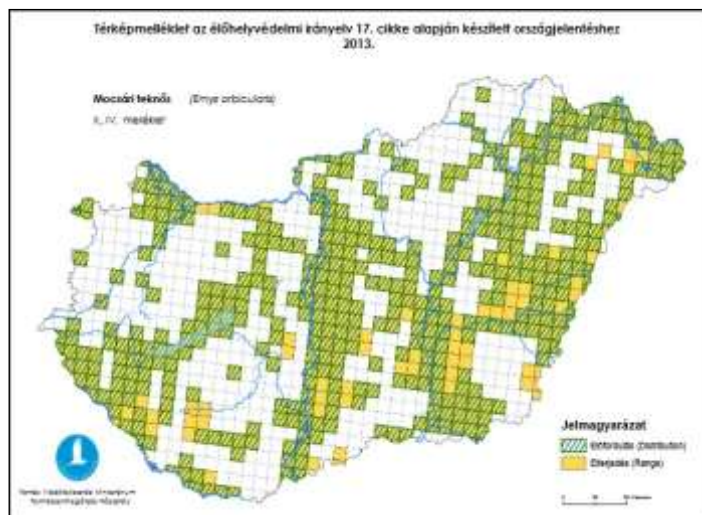 Térképmelléklet az élőhelyvédelmi irányelv 17. cikke alapján készített országjelentéshez
2013.
Mocsári teknős (Emys orbicularis)
II., IV. melléklet
Jelmagyarázat
Előfordulás (Distribution)
Elterjedés (Range)